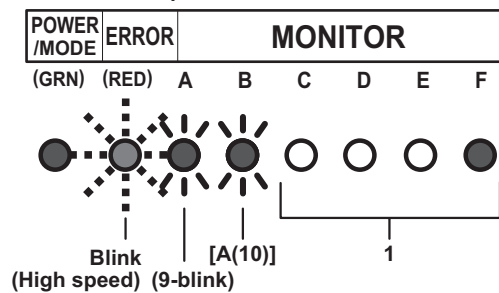 POWER /MODE ERROR MONITOR
(GRN) (RED) A B C D E F
Blink (High speed) (9-blink) [A(10)] 1